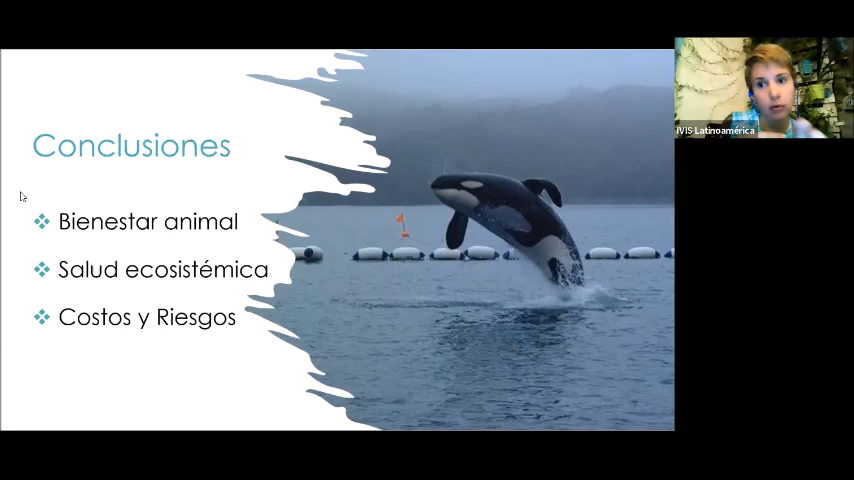 Conclusiones
Bienestar animal
Salud ecosistémica
Costos y Riesgos
IVIS Latinoamérica